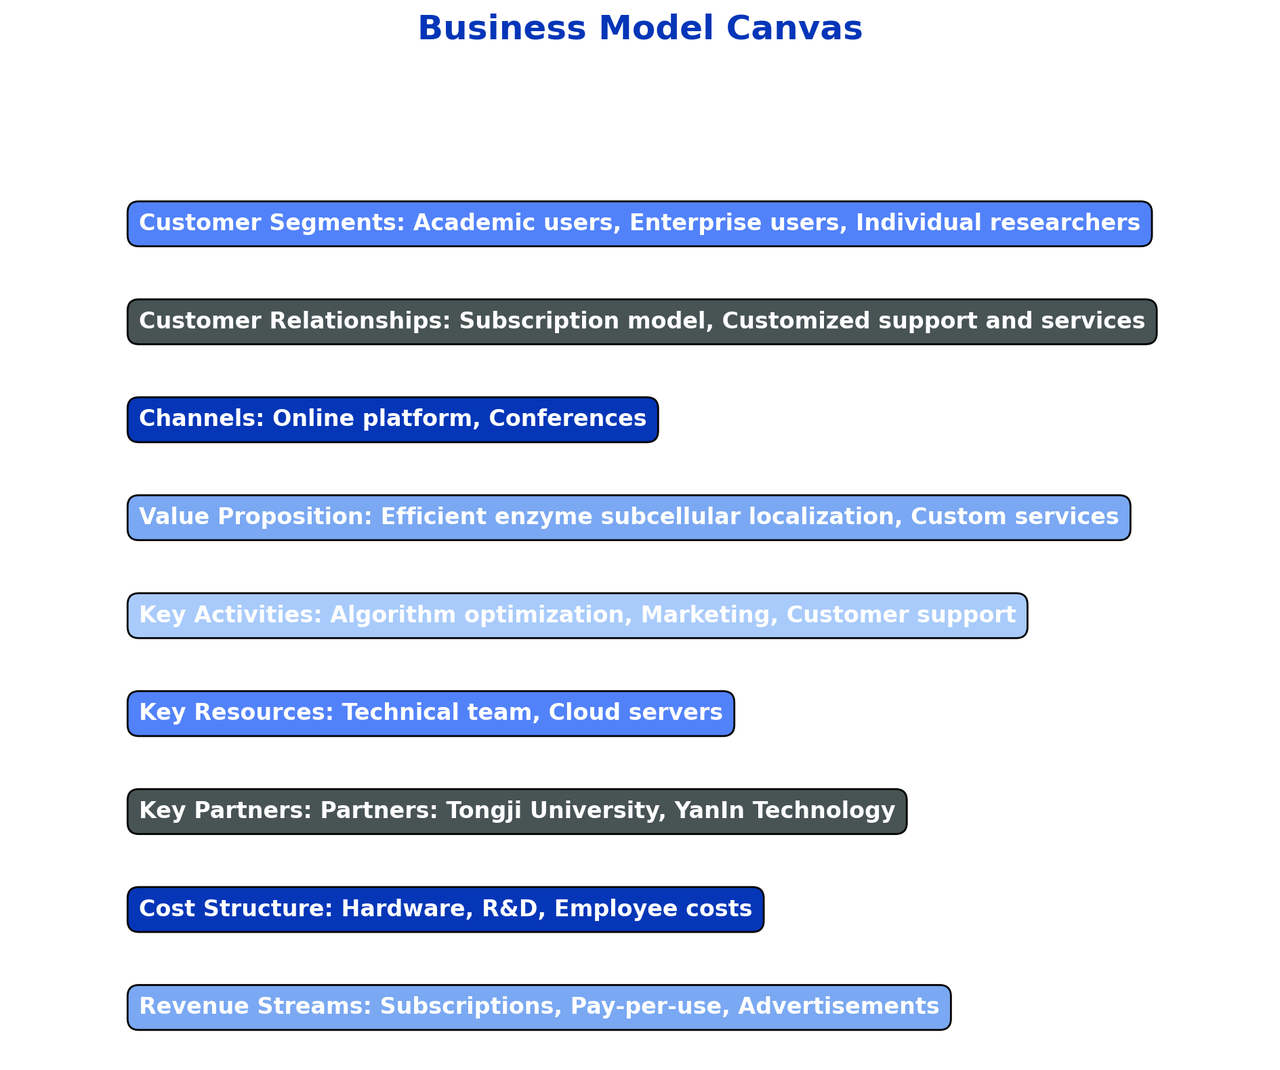 Business Model Canvas
Customer Segments: Academic users, Enterprise users, Individual researchers
Customer Relationships: Subscription model, Customized support and services
Channels: Online platform, Conferences
Value Proposition: Efficient enzyme subcellular localization, Custom services
Key Activities: Algorithm optimization, Marketing, Customer support
Key Resources: Technical team, Cloud servers
Key Partners: Partners: Tongji University, YanIn Technology
Cost Structure: Hardware, R&D, Employee costs
Revenue Streams: Subscriptions, Pay-per-use, Advertisements